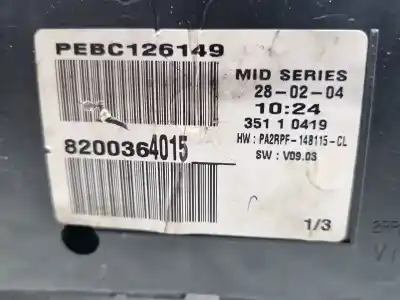 PEBC126149
MID SERIES
28-02-04
10:24
351 1 0419
HW : PA2RPF-148115-CL
SW : V09.03
8200364015
1/3